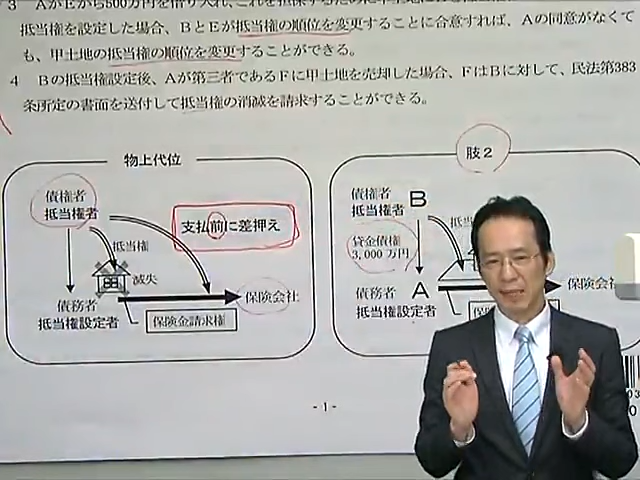 3 AがEから500万円を借り入れ、これを担保するために甲土地に
抵当権を設定した場合、BとEが抵当権の順位を変更することに合意すれば、Aの同意がなくて
も、甲土地の抵当権の順位を変更することができる。
4 Bの抵当権設定後、Aが第三者であるFに甲土地を売却した場合、FはBに対して、民法第383
条所定の書面を送付して抵当権の消滅を請求することができる。
物上代位
債権者
抵当権者
支払前に差押え
抵当権
滅失
債務者
抵当権設定者
保険会社
保険金請求権
肢2
債権者
抵当権者 B
抵当
貸金債権
3,000万円
債務者
抵当権設定者 A
保険会社
-1-